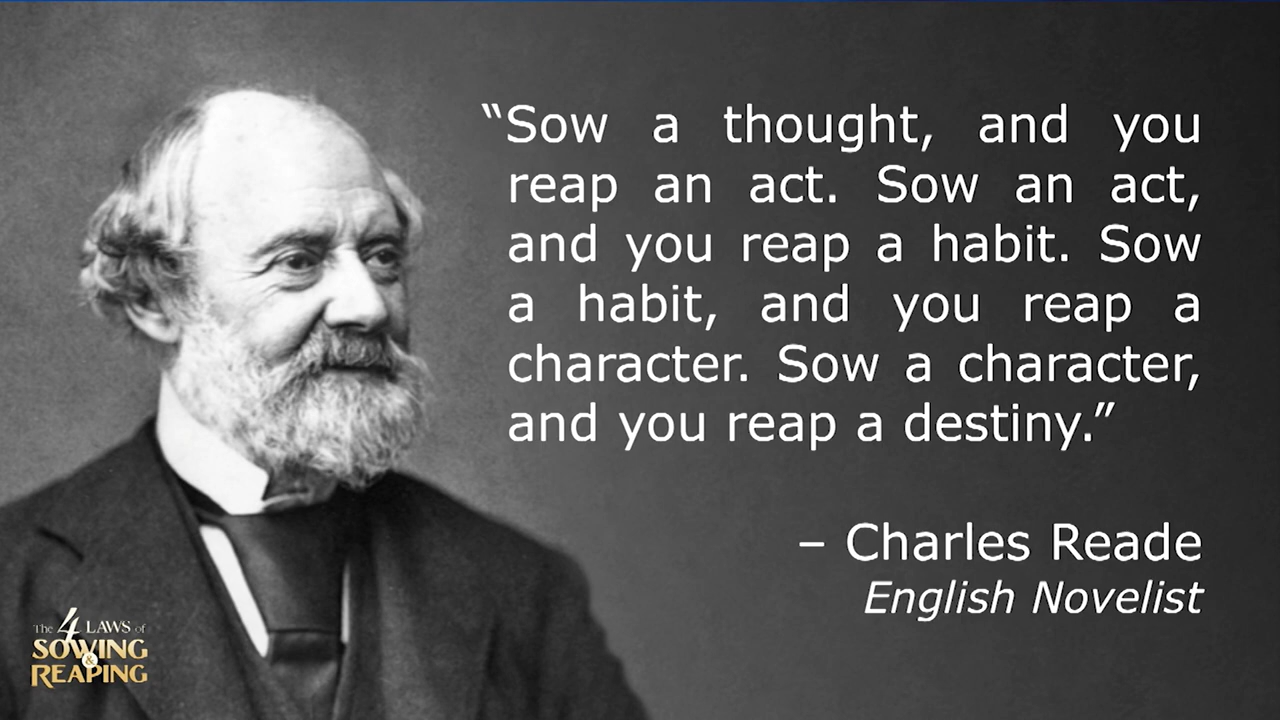 “Sow a thought, and you
reap an act. Sow an act,
and you reap a habit. Sow
a habit, and you reap a
character. Sow a character,
and you reap a destiny.”
– Charles Reade
English Novelist
The 4 LAWS of
SOWING
&
REAPING